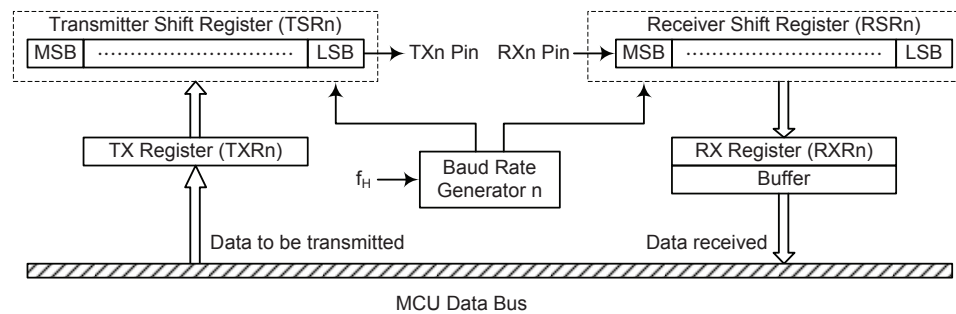 Transmitter Shift Register (TSRn)
Receiver Shift Register (RSRn)
MSB ........................................ LSB
TXn Pin
RXn Pin
MSB ........................................ LSB
TX Register (TXRn)
Baud Rate
Generator n
fH
RX Register (RXRn)
Buffer
Data to be transmitted
Data received
MCU Data Bus